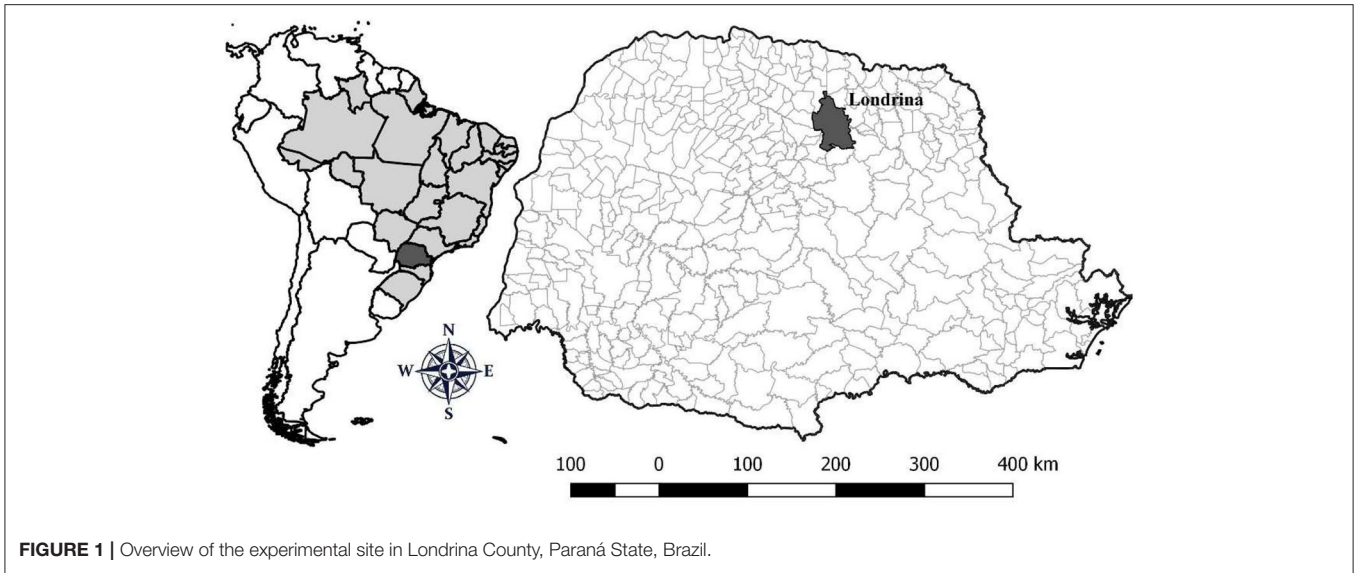 Londrina
N
W E
S
100 0 100 200 300 400 km
FIGURE 1 | Overview of the experimental site in Londrina County, Paraná State, Brazil.